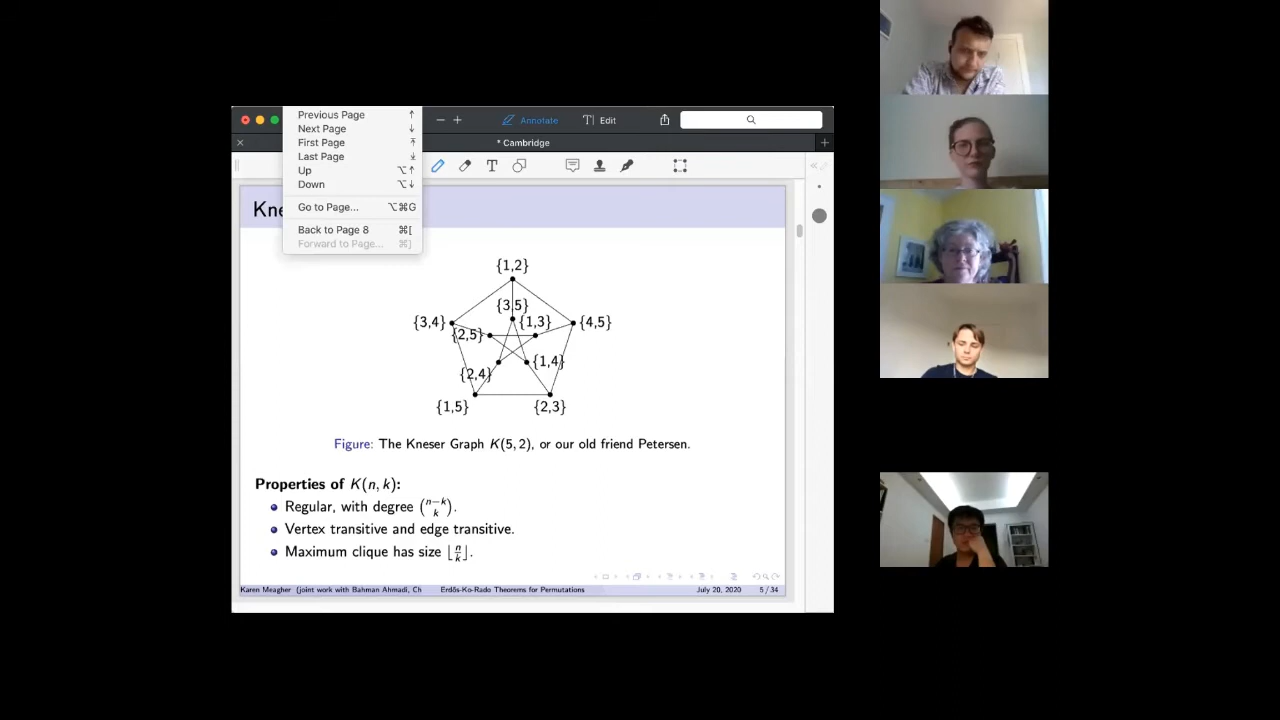 Previous Page ↑
Next Page ↓
First Page
Last Page
Up ⌥↑
Down ⌥↓
Go to Page... ⌥⌘G
Back to Page 8 ⌘[
Forward to Page... ⌘]
Annotate
Edit
* Cambridge
Kne
{1,2}
{3,5}
{3,4}
{1,3}
{4,5}
{2,5}
{1,4}
{2,4}
{1,5}
{2,3}
Figure: The Kneser Graph K(5, 2), or our old friend Petersen.
Properties of K(n, k):
Regular, with degree (n−k k).
Vertex transitive and edge transitive.
Maximum clique has size ⌊n/k⌋.
Karen Meagher (joint work with Bahman Ahmadi, Ch Erdős-Ko-Rado Theorems for Permutations July 20, 2020 5 / 34